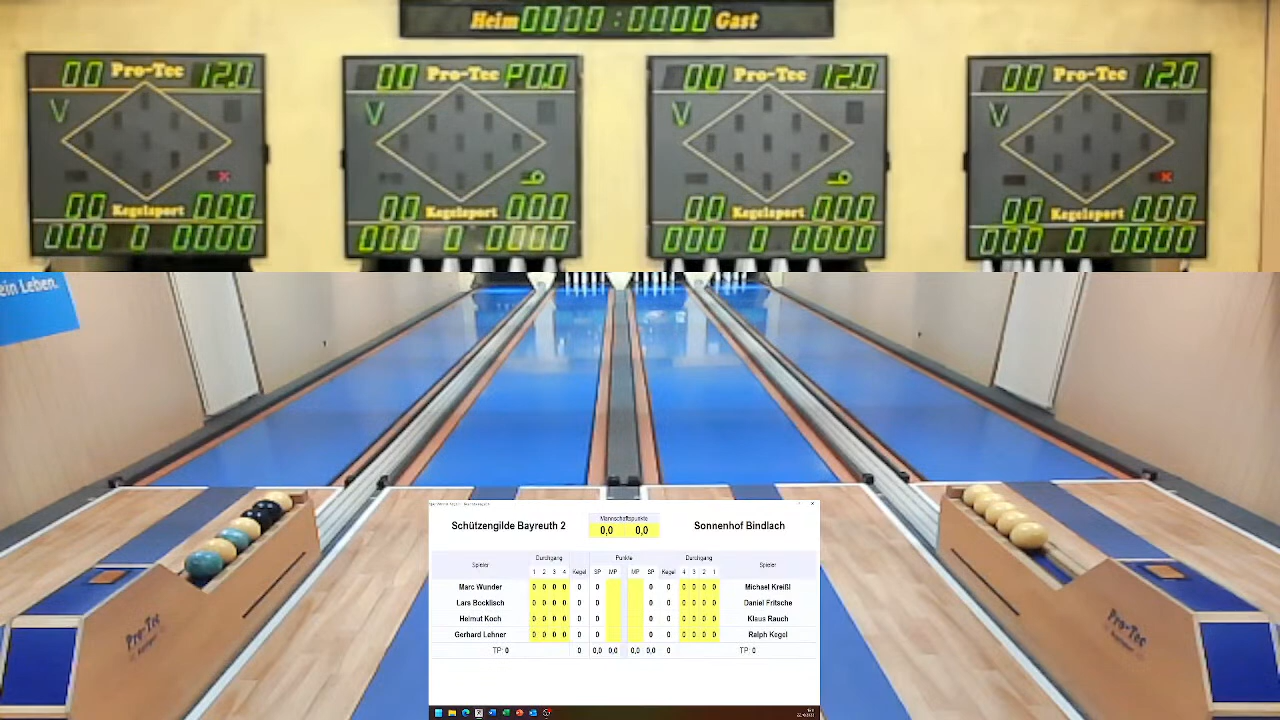 Heim 0000 : 0000 Gast
00 Pro-Tec 12.0
V
00 Kegelsport 000
000 0 0000
00 Pro-Tec P0.0
V
00 Kegelsport 000
000 0 0000
00 Pro-Tec 12.0
V
00 Kegelsport 000
000 0 0000
00 Pro-Tec 12.0
V
00 Kegelsport 000
000 0 0000
ein Leben.
Pro-Tec
Pro-Tec
Schützengilde Bayreuth 2 Mannschaftspunkte Sonnenhof Bindlach
0,0 0,0
Spieler Durchgang Punkte Durchgang Spieler
1 2 3 4 Kegel SP MP MP SP Kegel 4 3 2 1
Marc Wunder 0 0 0 0 0 0 0 0 0 0 0 0 Michael Kreißl
Lars Bocklisch 0 0 0 0 0 0 0 0 0 0 0 0 Daniel Fritsche
Helmut Koch 0 0 0 0 0 0 0 0 0 0 0 0 Klaus Rauch
Gerhard Lehner 0 0 0 0 0 0 0 0 0 0 0 0 Ralph Kegel
TP: 0 0 0,0 0,0 0,0 0,0 0 TP: 0